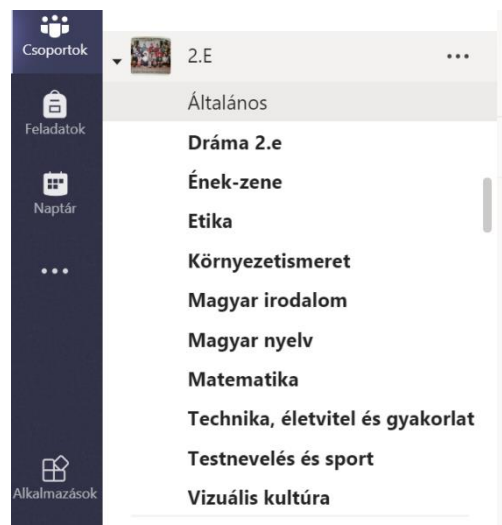 Csoportok
Feladatok
Naptár
Alkalmazások
2.E
Általános
Dráma 2.e
Ének-zene
Etika
Környezetismeret
Magyar irodalom
Magyar nyelv
Matematika
Technika, életvitel és gyakorlat
Testnevelés és sport
Vizuális kultúra